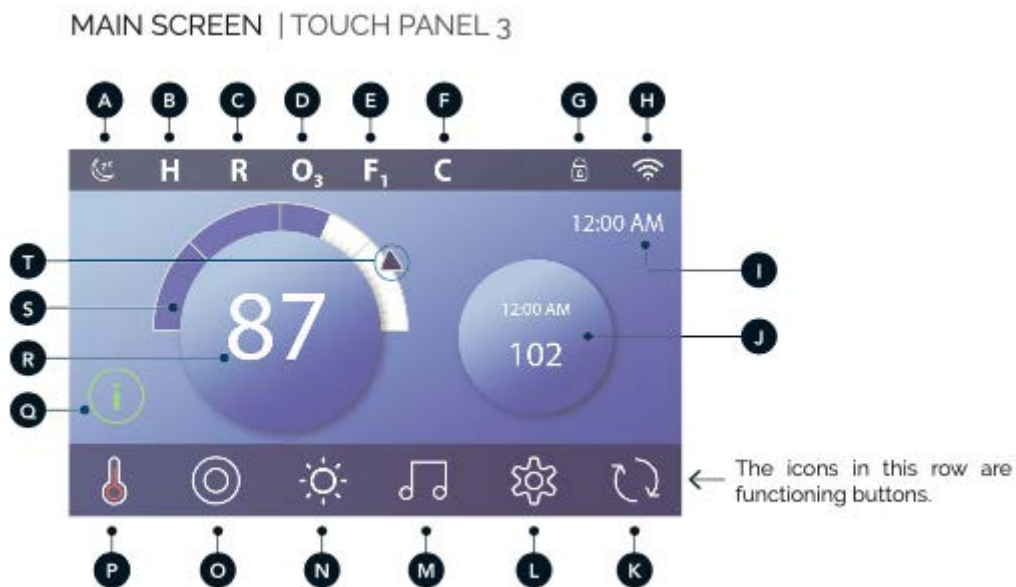 MAIN SCREEN | TOUCH PANEL 3
A B C D E F G H
H R O₃ F₁ C
12:00 AM
T
I
S
12:00 AM
87
R
102
J
Q
i
The icons in this row are
functioning buttons.
P O N M L K